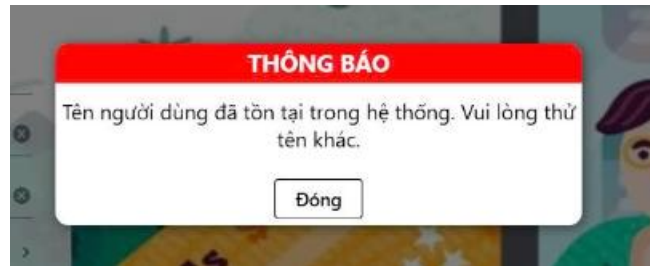 THÔNG BÁO
Tên người dùng đã tồn tại trong hệ thống. Vui lòng thử
tên khác.
Đóng